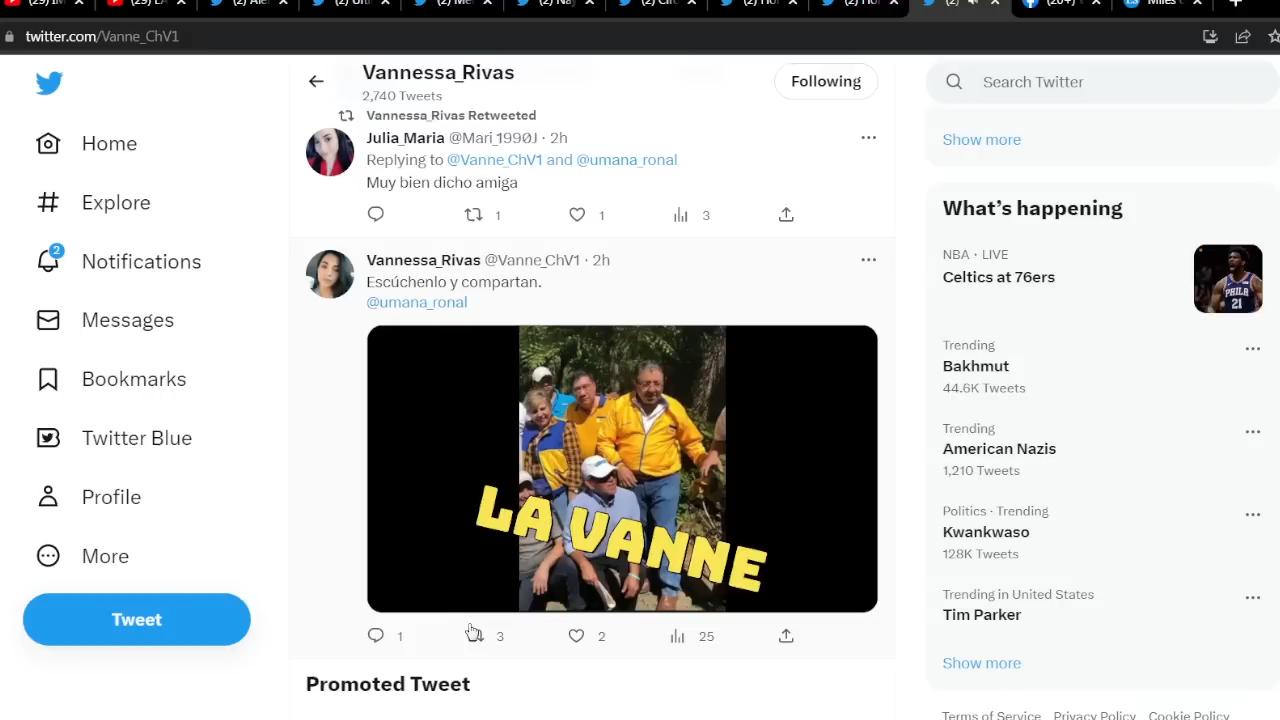 twitter.com/Vanne_ChV1
Home
Explore
2
Notifications
Messages
Bookmarks
Twitter Blue
Profile
More
Tweet
Vannessa_Rivas
2,740 Tweets
Following
Vannessa_Rivas Retweeted
Julia_Maria @Mari_1990J · 2h
Replying to @Vanne_ChV1 and @umana_ronal
Muy bien dicho amiga
1 1 3
Vannessa_Rivas @Vanne_ChV1 · 2h
Escúchenlo y compartan.
@umana_ronal
LA VANNE
1 3 2 25
Promoted Tweet
Search Twitter
Show more
What's happening
NBA · LIVE
Celtics at 76ers
PHILA
21
Trending
Bakhmut
44.6K Tweets
Trending
American Nazis
1,210 Tweets
Politics · Trending
Kwankwaso
128K Tweets
Trending in United States
Tim Parker
Show more
Terms of Service Privacy Policy Cookie Policy